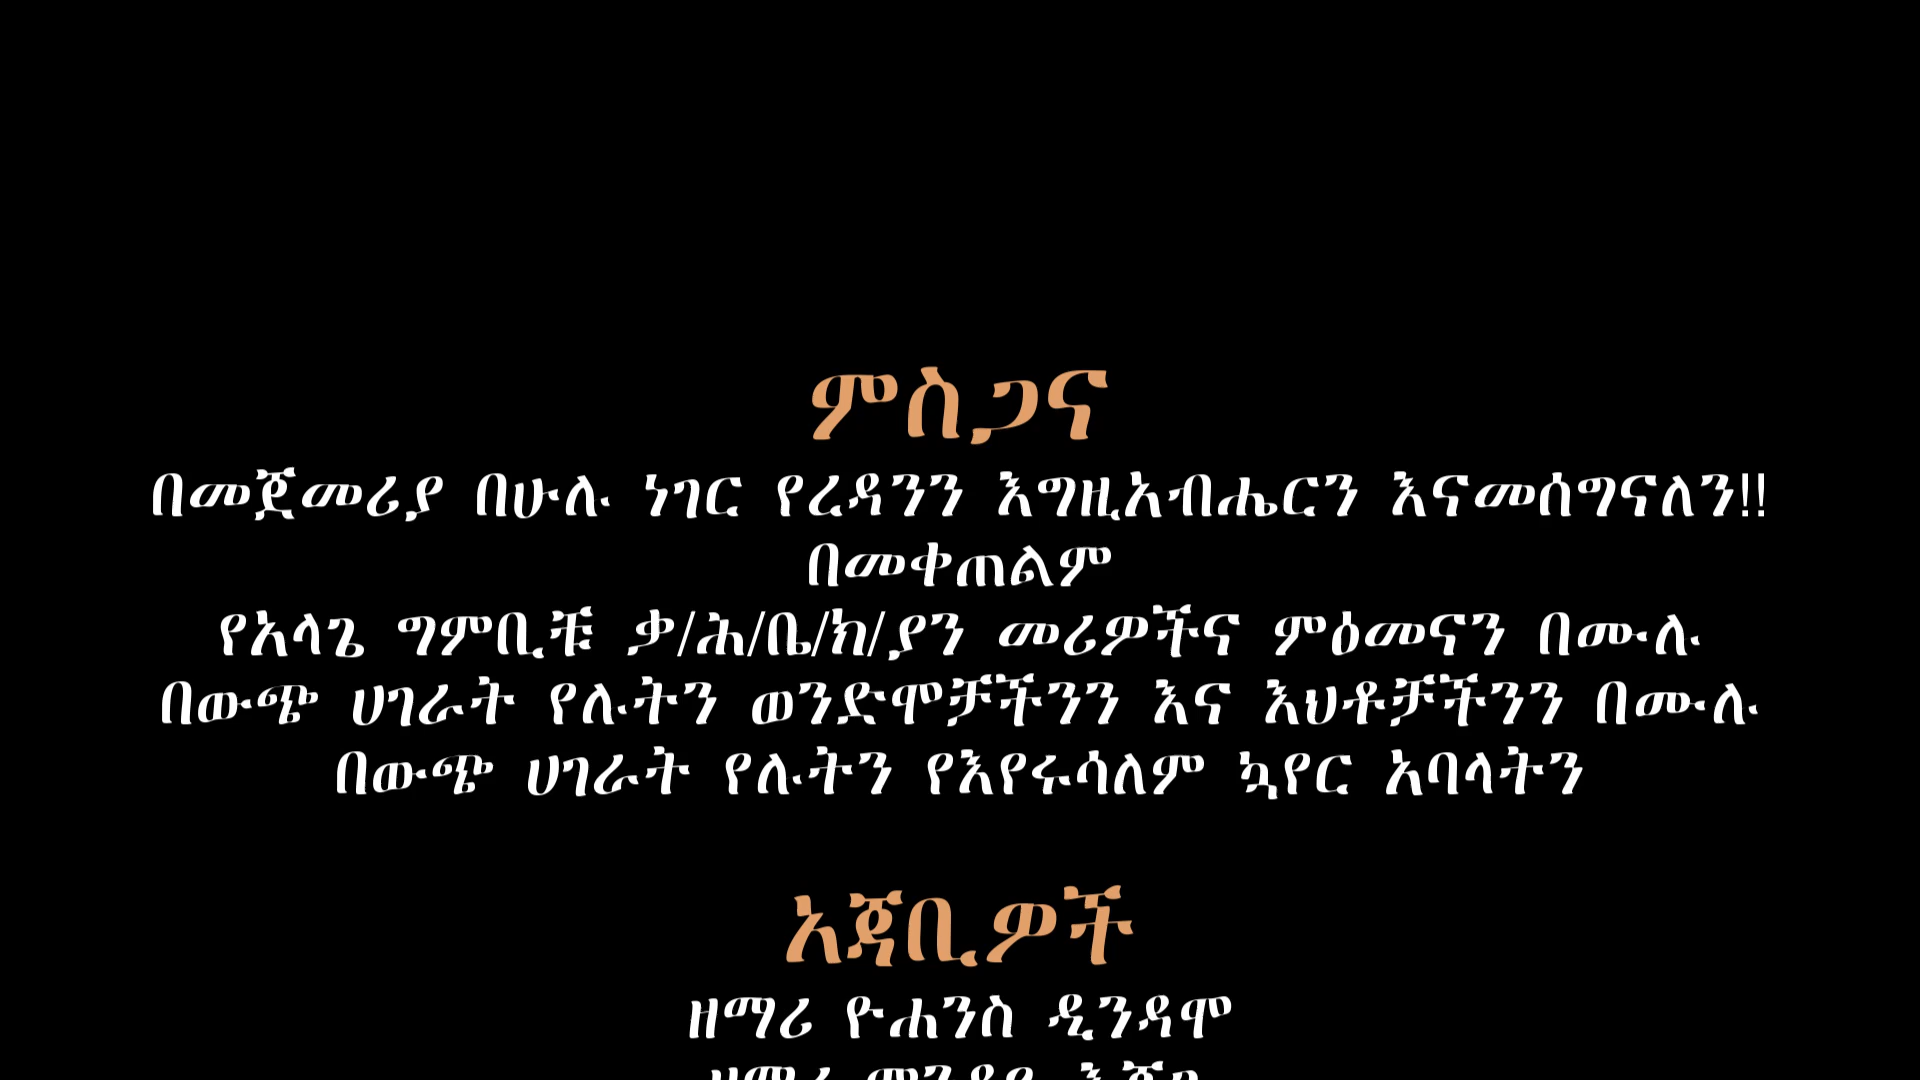 ምስጋና
በመጀመሪያ በሁሉ ነገር የረዳንን እግዚአብሔርን እናመሰግናለን!!
በመቀጠልም
የአላጌ ግምቢቹ ቃ/ሕ/ቤ/ክ/ያን መሪዎችና ምዕመናን በሙሉ
በውጭ ሀገራት የሉትን ወንድሞቻችንን እና እህቶቻችንን በሙሉ
በውጭ ሀገራት የሉትን የእየሩሳለም ኳየር አባላትን
አጃቢዎች
ዘማሪ ዮሐንስ ዲንዳሞ